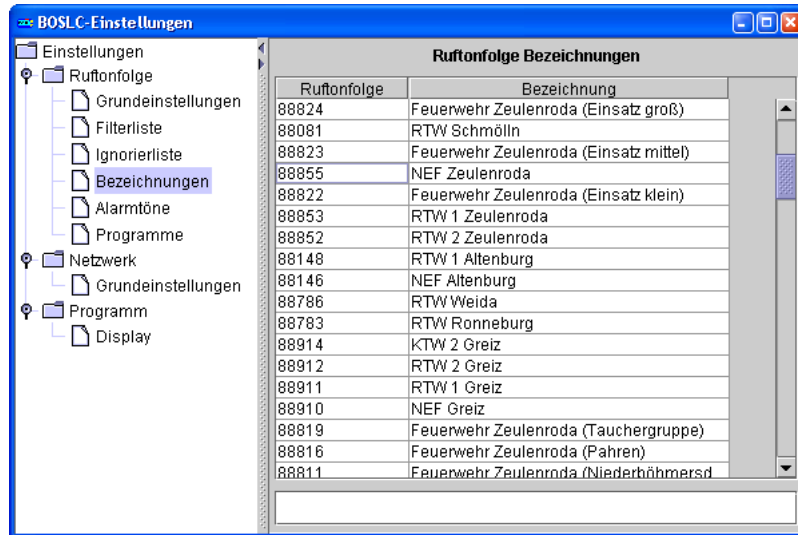 BOSLC-Einstellungen
Einstellungen
Ruftonfolge
Grundeinstellungen
Filterliste
Ignorierliste
Bezeichnungen
Alarmtöne
Programme
Netzwerk
Grundeinstellungen
Programm
Display
Ruftonfolge Bezeichnungen
Ruftonfolge Bezeichnung
88824 Feuerwehr Zeulenroda (Einsatz groß)
88081 RTW Schmölln
88823 Feuerwehr Zeulenroda (Einsatz mittel)
88855 NEF Zeulenroda
88822 Feuerwehr Zeulenroda (Einsatz klein)
88853 RTW 1 Zeulenroda
88852 RTW 2 Zeulenroda
88148 RTW 1 Altenburg
88146 NEF Altenburg
88786 RTW Weida
88783 RTW Ronneburg
88914 KTW 2 Greiz
88912 RTW 2 Greiz
88911 RTW 1 Greiz
88910 NEF Greiz
88819 Feuerwehr Zeulenroda (Tauchergruppe)
88816 Feuerwehr Zeulenroda (Pahren)
88811 Feuerwehr Zeulenroda (Niederböhmersd